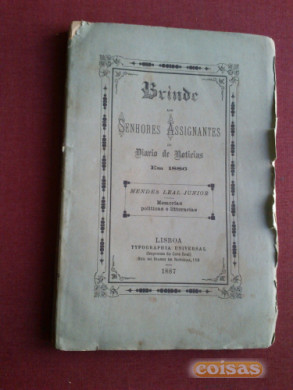 Brinde
AOS
SENHORES ASSIGNANTES
DO
Diario de Noticias
Em 1886
MENDES LEAL JUNIOR
Memorias
politicas e litterarias
LISBOA
TYPOGRAPHIA UNIVERSAL
1887
coisas